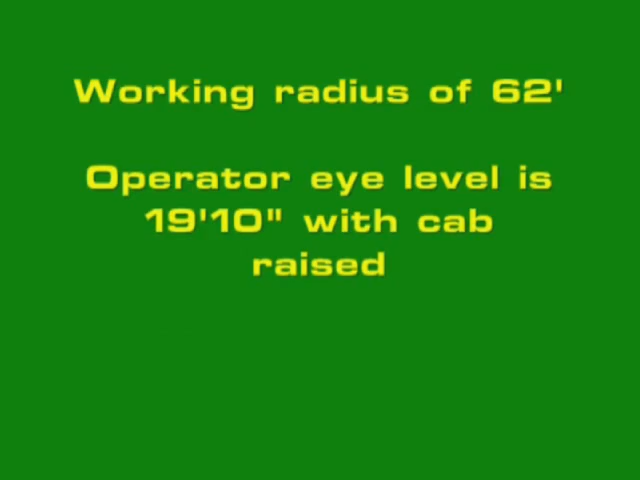 Working radius of 62'
Operator eye level is
19'10" with cab
raised